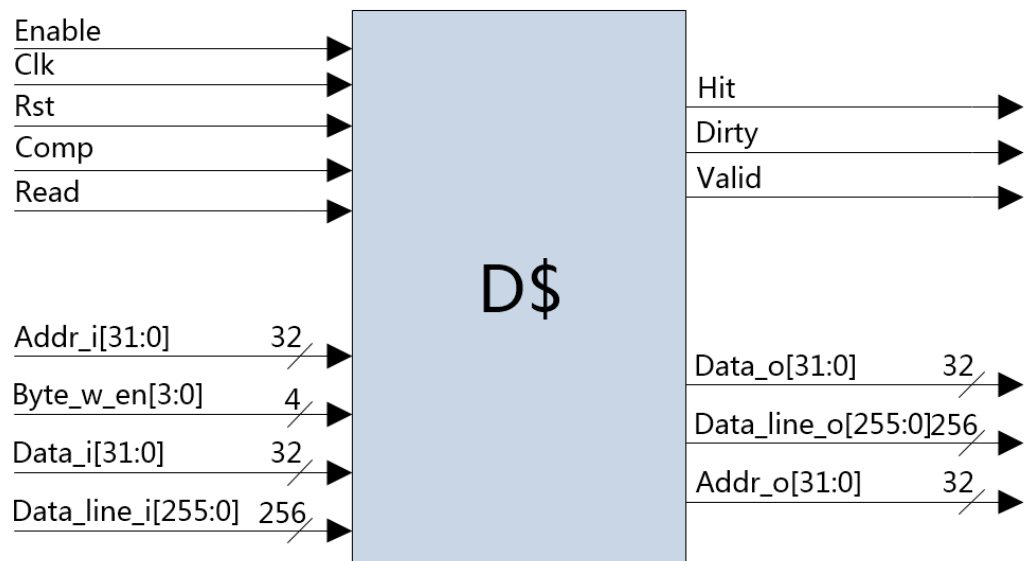 Enable
Clk
Rst
Comp
Read
Addr_i[31:0] 32
Byte_w_en[3:0] 4
Data_i[31:0] 32
Data_line_i[255:0] 256
D$
Hit
Dirty
Valid
Data_o[31:0] 32
Data_line_o[255:0]256
Addr_o[31:0] 32